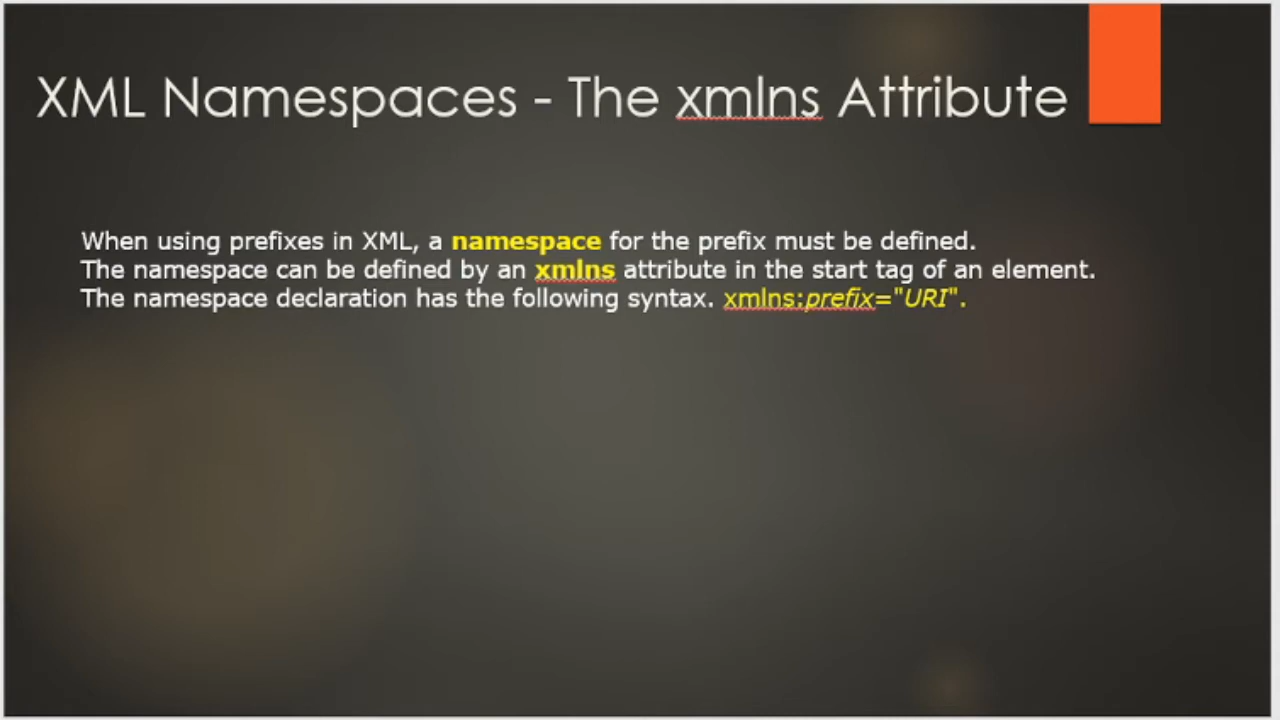 XML Namespaces - The xmlns Attribute
When using prefixes in XML, a namespace for the prefix must be defined.
The namespace can be defined by an xmlns attribute in the start tag of an element.
The namespace declaration has the following syntax. xmlns:prefix="URI".